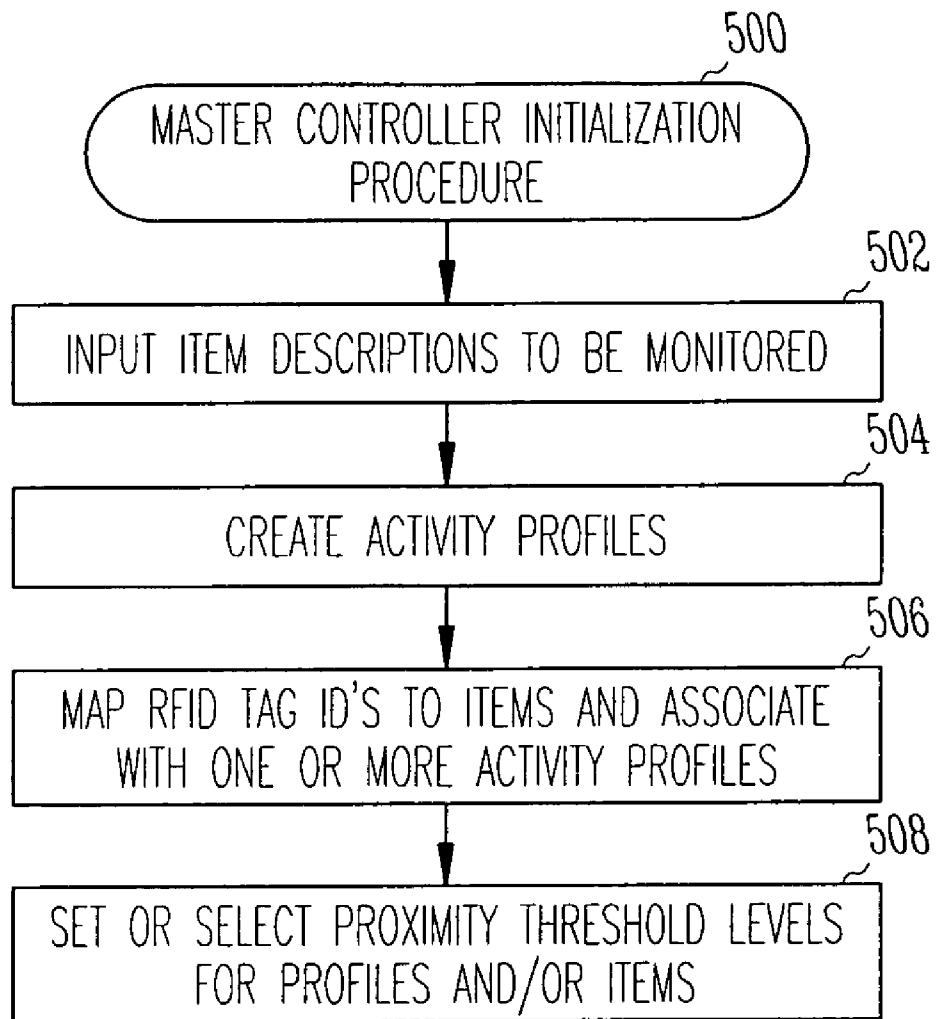 500
MASTER CONTROLLER INITIALIZATION
PROCEDURE
502
INPUT ITEM DESCRIPTIONS TO BE MONITORED
504
CREATE ACTIVITY PROFILES
506
MAP RFID TAG ID'S TO ITEMS AND ASSOCIATE
WITH ONE OR MORE ACTIVITY PROFILES
508
SET OR SELECT PROXIMITY THRESHOLD LEVELS
FOR PROFILES AND/OR ITEMS